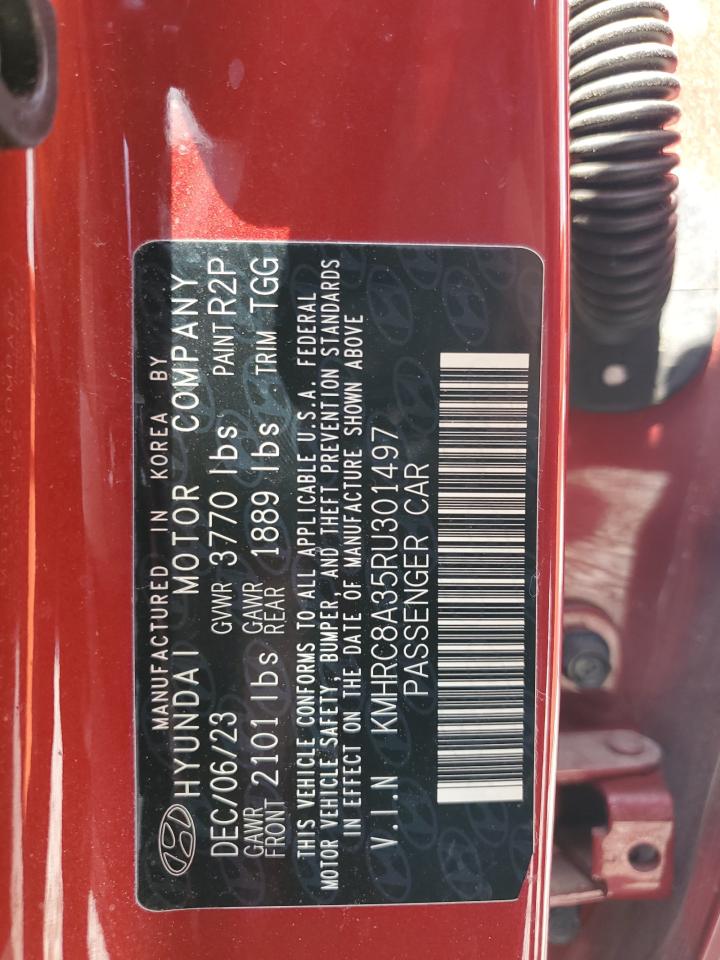 MANUFACTURED IN KOREA BY
HYUNDAI MOTOR COMPANY
DEC/06/23 GVWR 3770 lbs PAINT R2P
GAWR FRONT 2101 lbs GAWR REAR 1889 lbs TRIM TGG
THIS VEHICLE CONFORMS TO ALL APPLICABLE U.S.A. FEDERAL
MOTOR VEHICLE SAFETY, BUMPER, AND THEFT PREVENTION STANDARDS
IN EFFECT ON THE DATE OF MANUFACTURE SHOWN ABOVE
V.I.N KMHRC8A35RU301497
PASSENGER CAR